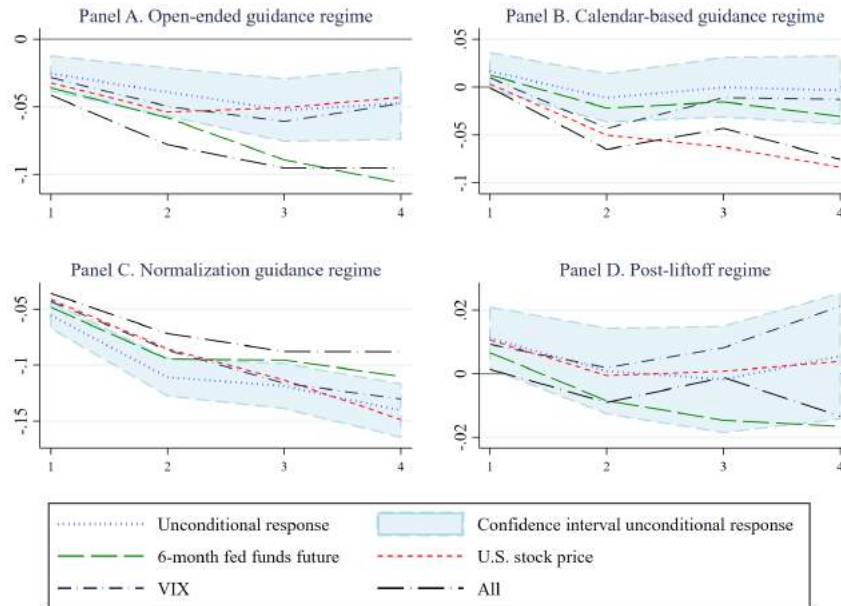 Panel A. Open-ended guidance regime
0
-.05
-.1
1 2 3 4
Panel B. Calendar-based guidance regime
.05
0
-.05
-.1
1 2 3 4
Panel C. Normalization guidance regime
-.05
-.1
-.15
1 2 3 4
Panel D. Post-liftoff regime
.02
0
-.02
1 2 3 4
Unconditional response
Confidence interval unconditional response
6-month fed funds future
U.S. stock price
VIX
All